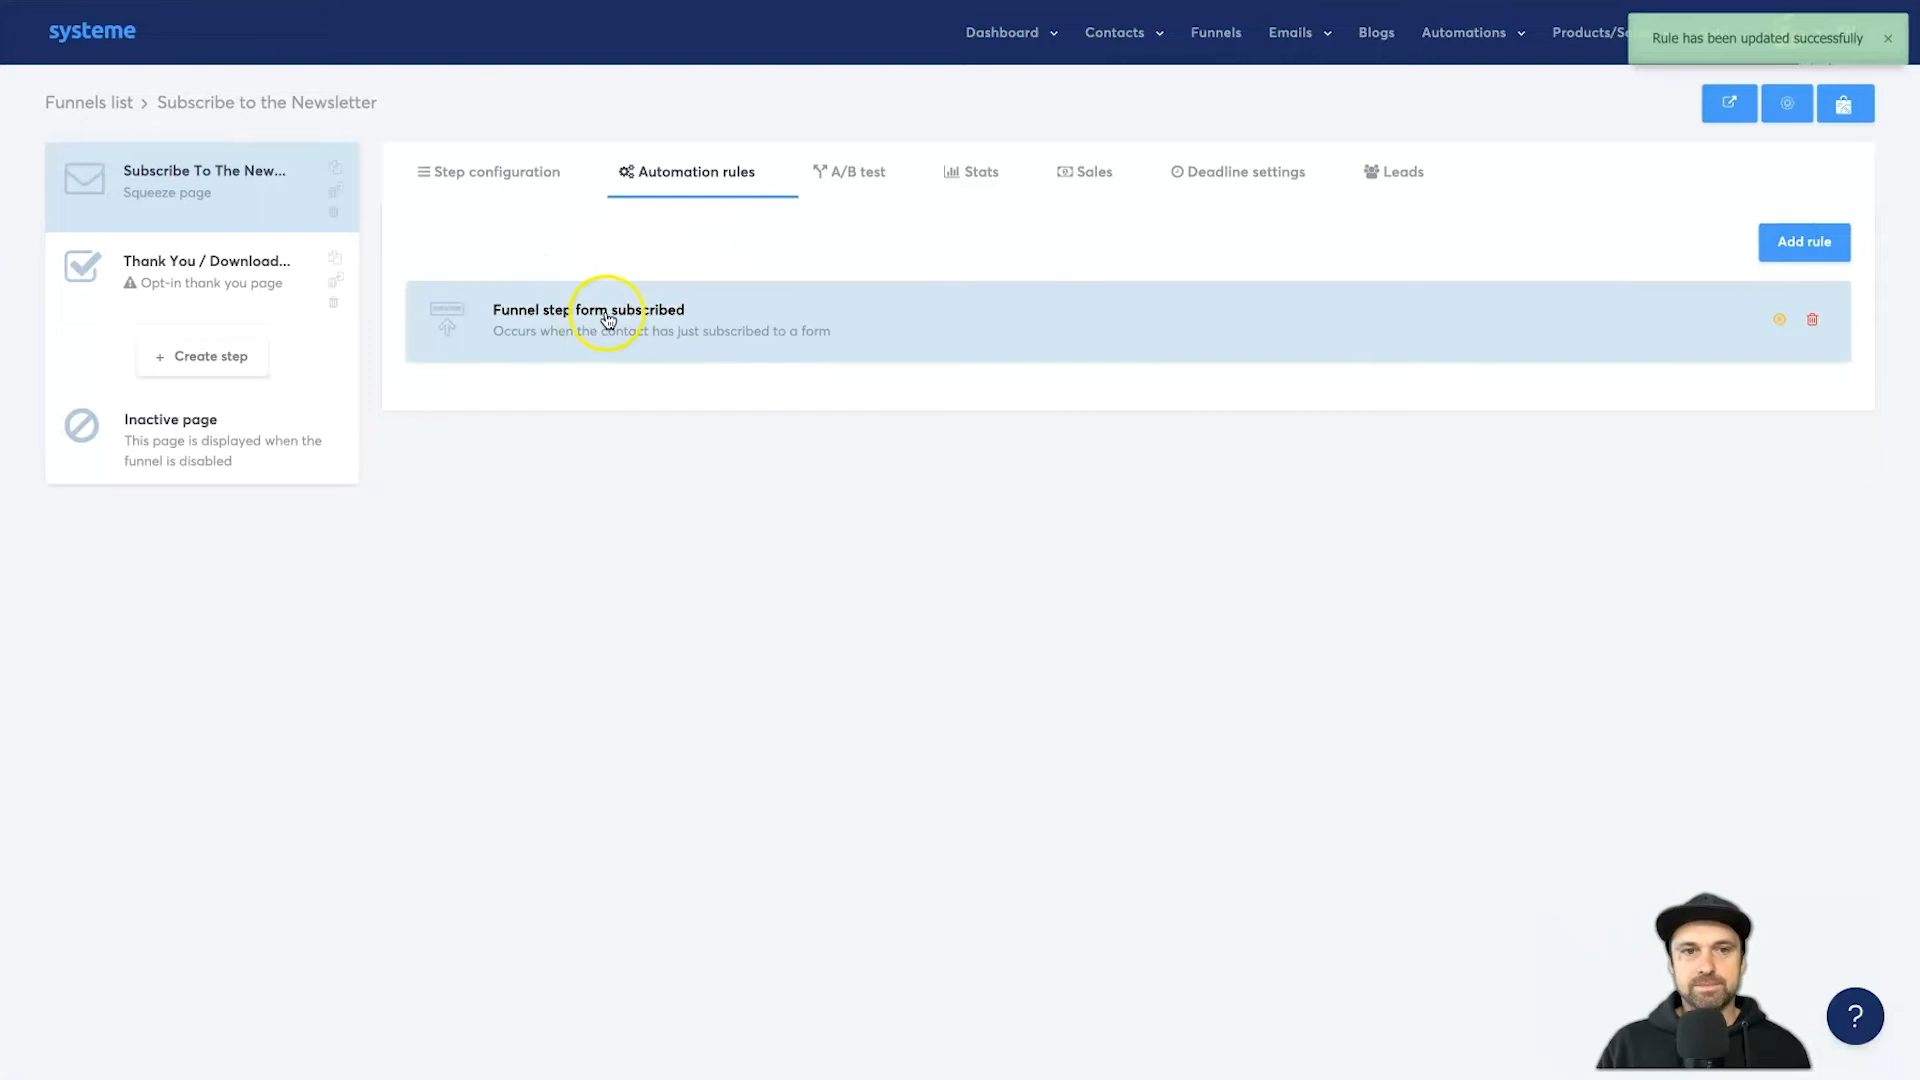 systeme
Dashboard
Contacts
Funnels
Emails
Blogs
Automations
Rule has been updated successfully
Funnels list > Subscribe to the Newsletter
Subscribe To The New...
Squeeze page
Thank You / Download...
Opt-in thank you page
+ Create step
Inactive page
This page is displayed when the
funnel is disabled
Step configuration
Automation rules
A/B test
Stats
Sales
Deadline settings
Leads
Add rule
Funnel step form subscribed
Occurs when the contact has just subscribed to a form
?